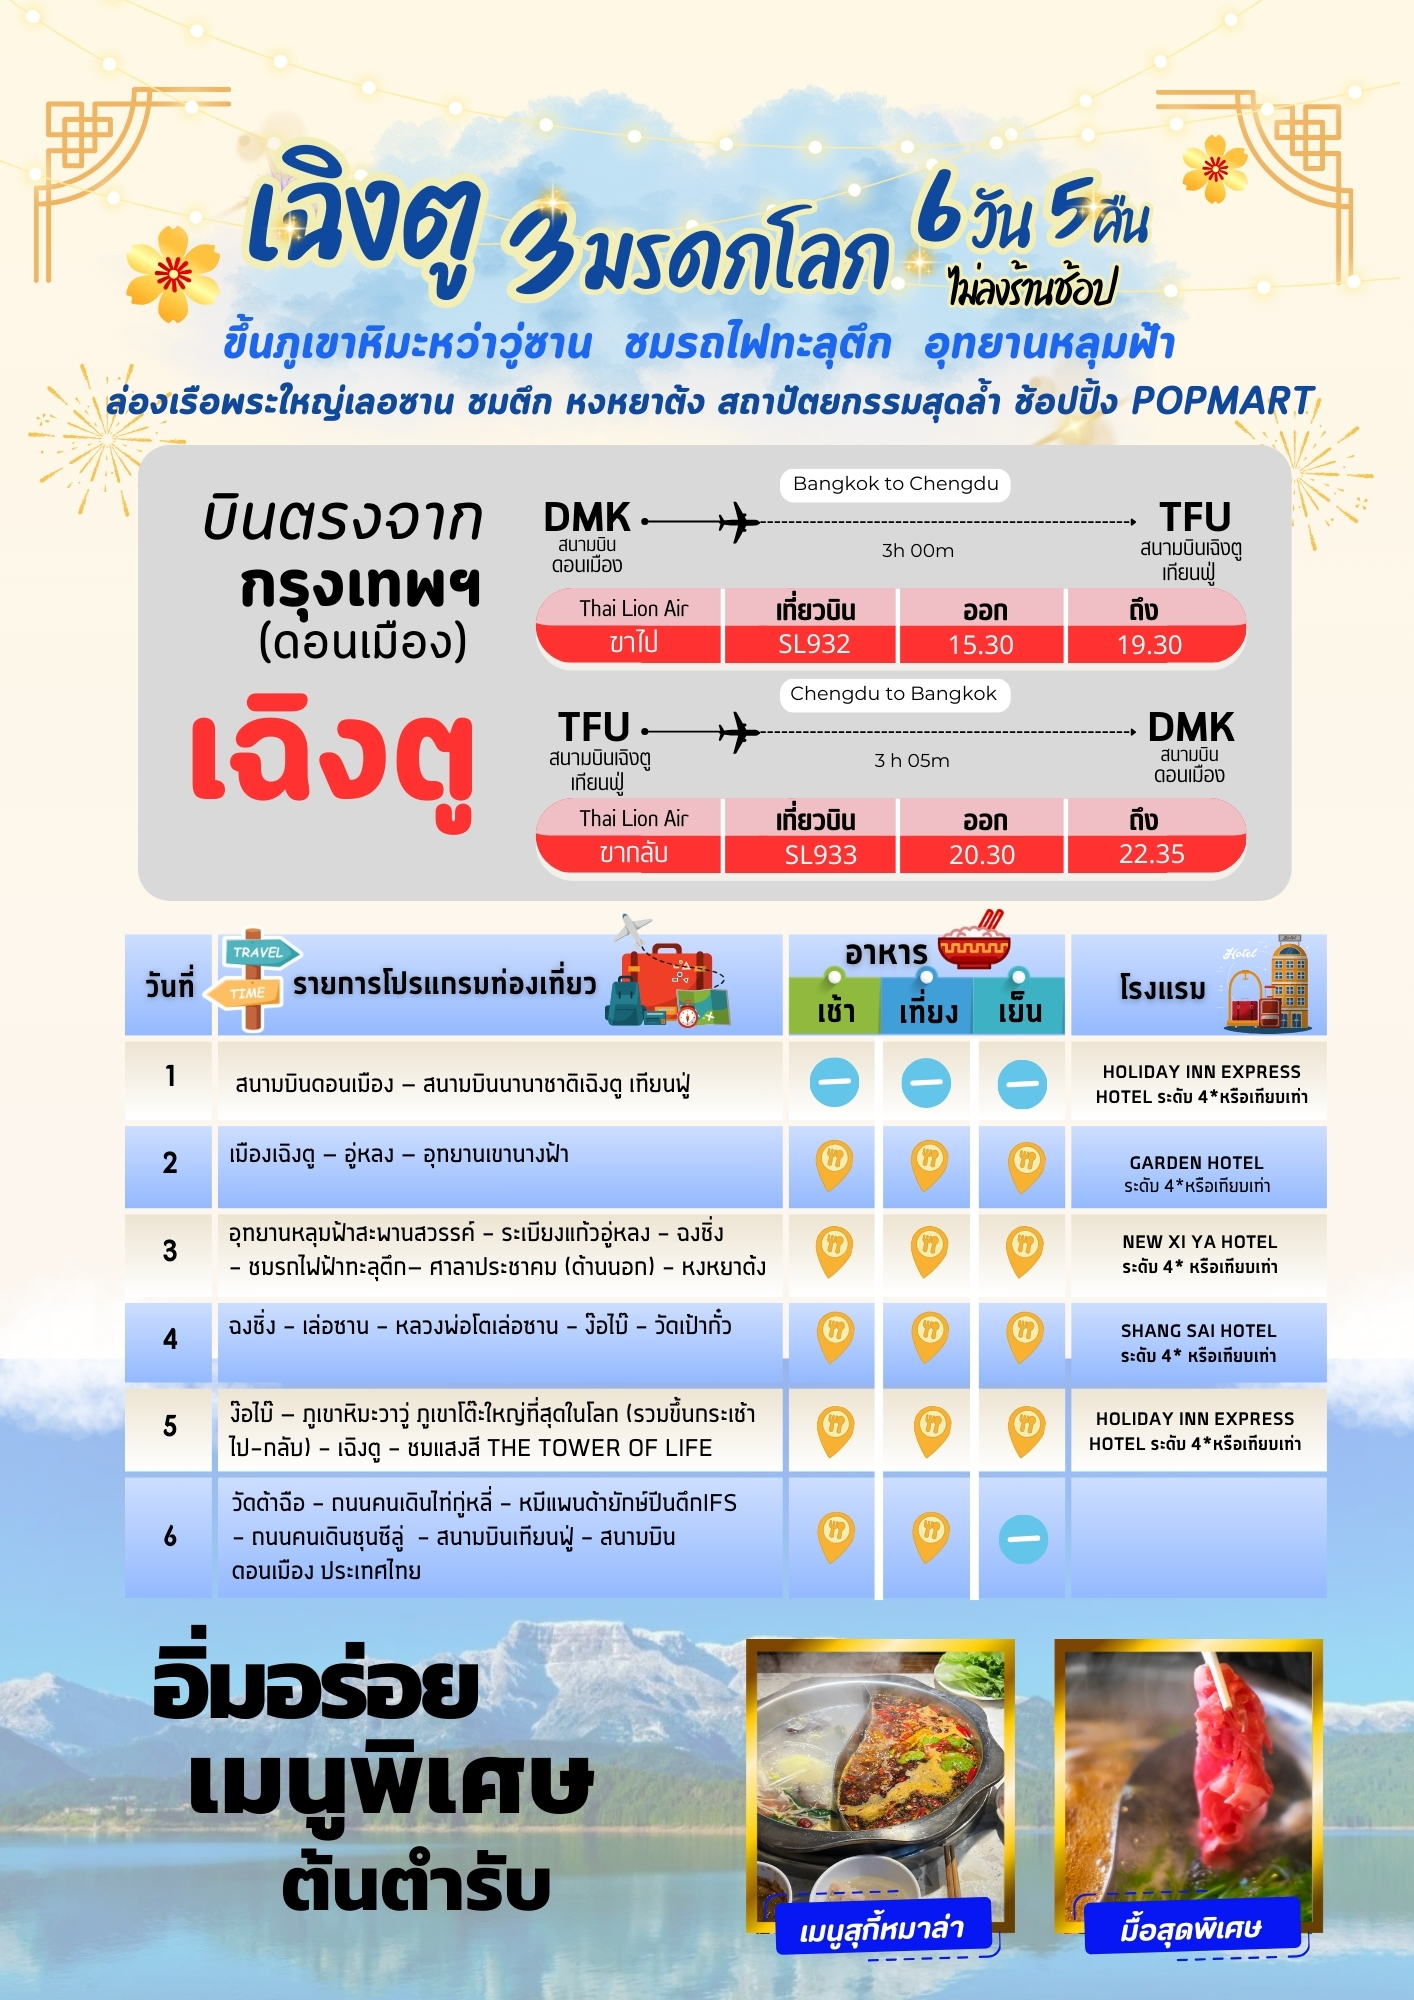 เฉิงตู 3 มรดกโลก 6 วัน 5 คืน
ไม่ลงร้านช้อป
ขึ้นภูเขาหิมะหว่าวู่ซาน ชมรถไฟทะลุตึก อุทยานหลุมฟ้า
ล่องเรือพระใหญ่เลอซาน ชมตึก หงหยาต้ง สถาปัตยกรรมสุดล้ำ ช้อปปิ้ง POPMART
บินตรงจาก
กรุงเทพฯ
(ดอนเมือง)
เฉิงตู
Bangkok to Chengdu
DMK
สนามบิน
ดอนเมือง
3h 00m
TFU
สนามบินเฉิงตู
เทียนฟู่
Thai Lion Air เที่ยวบิน ออก ถึง
ขาไป SL932 15.30 19.30
Chengdu to Bangkok
TFU
สนามบินเฉิงตู
เทียนฟู่
3 h 05m
DMK
สนามบิน
ดอนเมือง
Thai Lion Air เที่ยวบิน ออก ถึง
ขากลับ SL933 20.30 22.35
วันที่
TRAVEL
TIME
รายการโปรแกรมท่องเที่ยว
อาหาร
เช้า เที่ยง เย็น
โรงแรม
Hotel
1
สนามบินดอนเมือง – สนามบินนานาชาติเฉิงตู เทียนฟู่
HOLIDAY INN EXPRESS
HOTEL ระดับ 4*หรือเทียบเท่า
2
เมืองเฉิงตู – อู่หลง – อุทยานเขานางฟ้า
GARDEN HOTEL
ระดับ 4*หรือเทียบเท่า
3
อุทยานหลุมฟ้าสะพานสวรรค์ - ระเบียงแก้วอู่หลง - ฉงชิ่ง
- ชมรถไฟฟ้าทะลุตึก– ศาลาประชาคม (ด้านนอก) - หงหยาต้ง
NEW XI YA HOTEL
ระดับ 4* หรือเทียบเท่า
4
ฉงชิ่ง - เล่อซาน - หลวงพ่อโตเล่อซาน - ง๊อไบ๊ - วัดเป้ากั๋ว
SHANG SAI HOTEL
ระดับ 4* หรือเทียบเท่า
5
ง๊อไบ๊ – ภูเขาหิมะวาวู่ ภูเขาโต๊ะใหญ่ที่สุดในโลก (รวมขึ้นกระเช้า
ไป-กลับ) - เฉิงตู - ชมแสงสี THE TOWER OF LIFE
HOLIDAY INN EXPRESS
HOTEL ระดับ 4*หรือเทียบเท่า
6
วัดต้าฉือ - ถนนคนเดินไท่กู่หลี่ - หมีแพนด้ายักษ์ปีนตึกIFS
- ถนนคนเดินชุนซีลู่ - สนามบินเทียนฟู่ - สนามบิน
ดอนเมือง ประเทศไทย
อิ่มอร่อย
เมนูพิเศษ
ต้นตำรับ
เมนูสุกี้หมาล่า
มื้อสุดพิเศษ